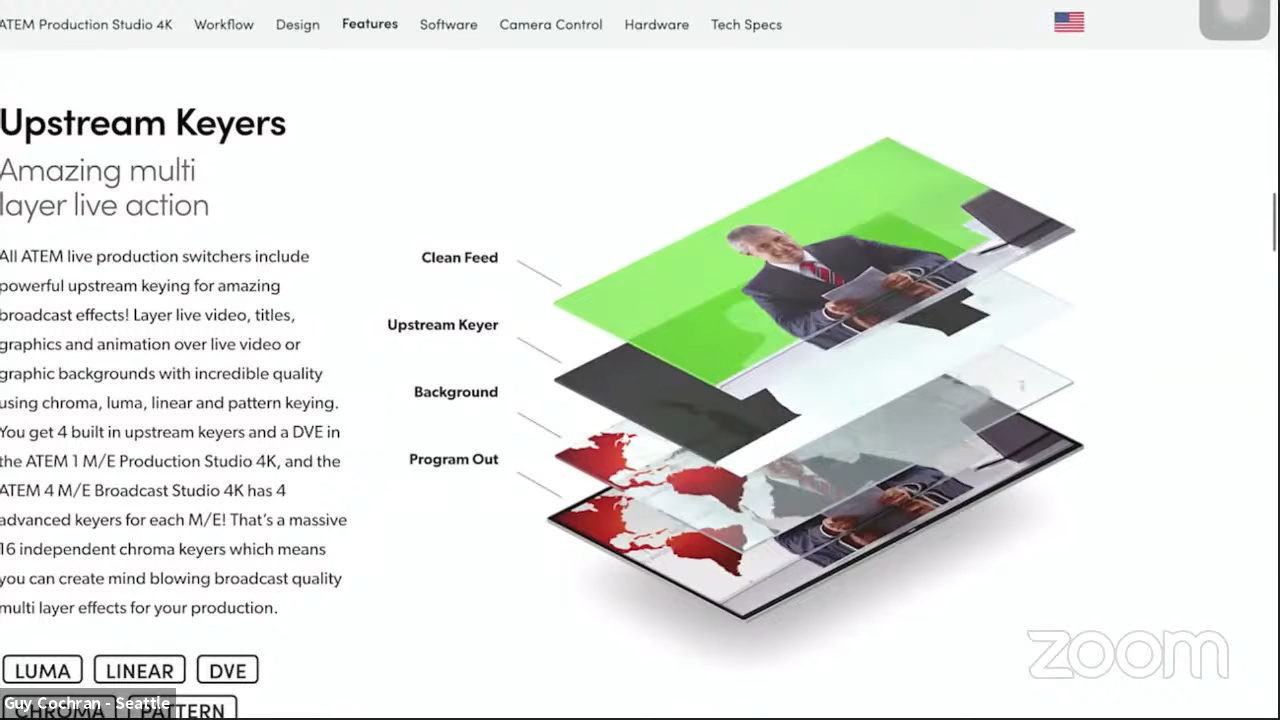 ATEM Production Studio 4K Workflow Design Features Software Camera Control Hardware Tech Specs
Upstream Keyers
Amazing multi
layer live action
All ATEM live production switchers include
powerful upstream keying for amazing
broadcast effects! Layer live video, titles,
graphics and animation over live video or
graphic backgrounds with incredible quality
using chroma, luma, linear and pattern keying.
You get 4 built in upstream keyers and a DVE in
the ATEM 1 M/E Production Studio 4K, and the
ATEM 4 M/E Broadcast Studio 4K has 4
advanced keyers for each M/E! That’s a massive
16 independent chroma keyers which means
you can create mind blowing broadcast quality
multi layer effects for your production.
LUMA LINEAR DVE
CHROMA PATTERN
Clean Feed
Upstream Keyer
Background
Program Out
Guy Cochran - Seattle
zoom